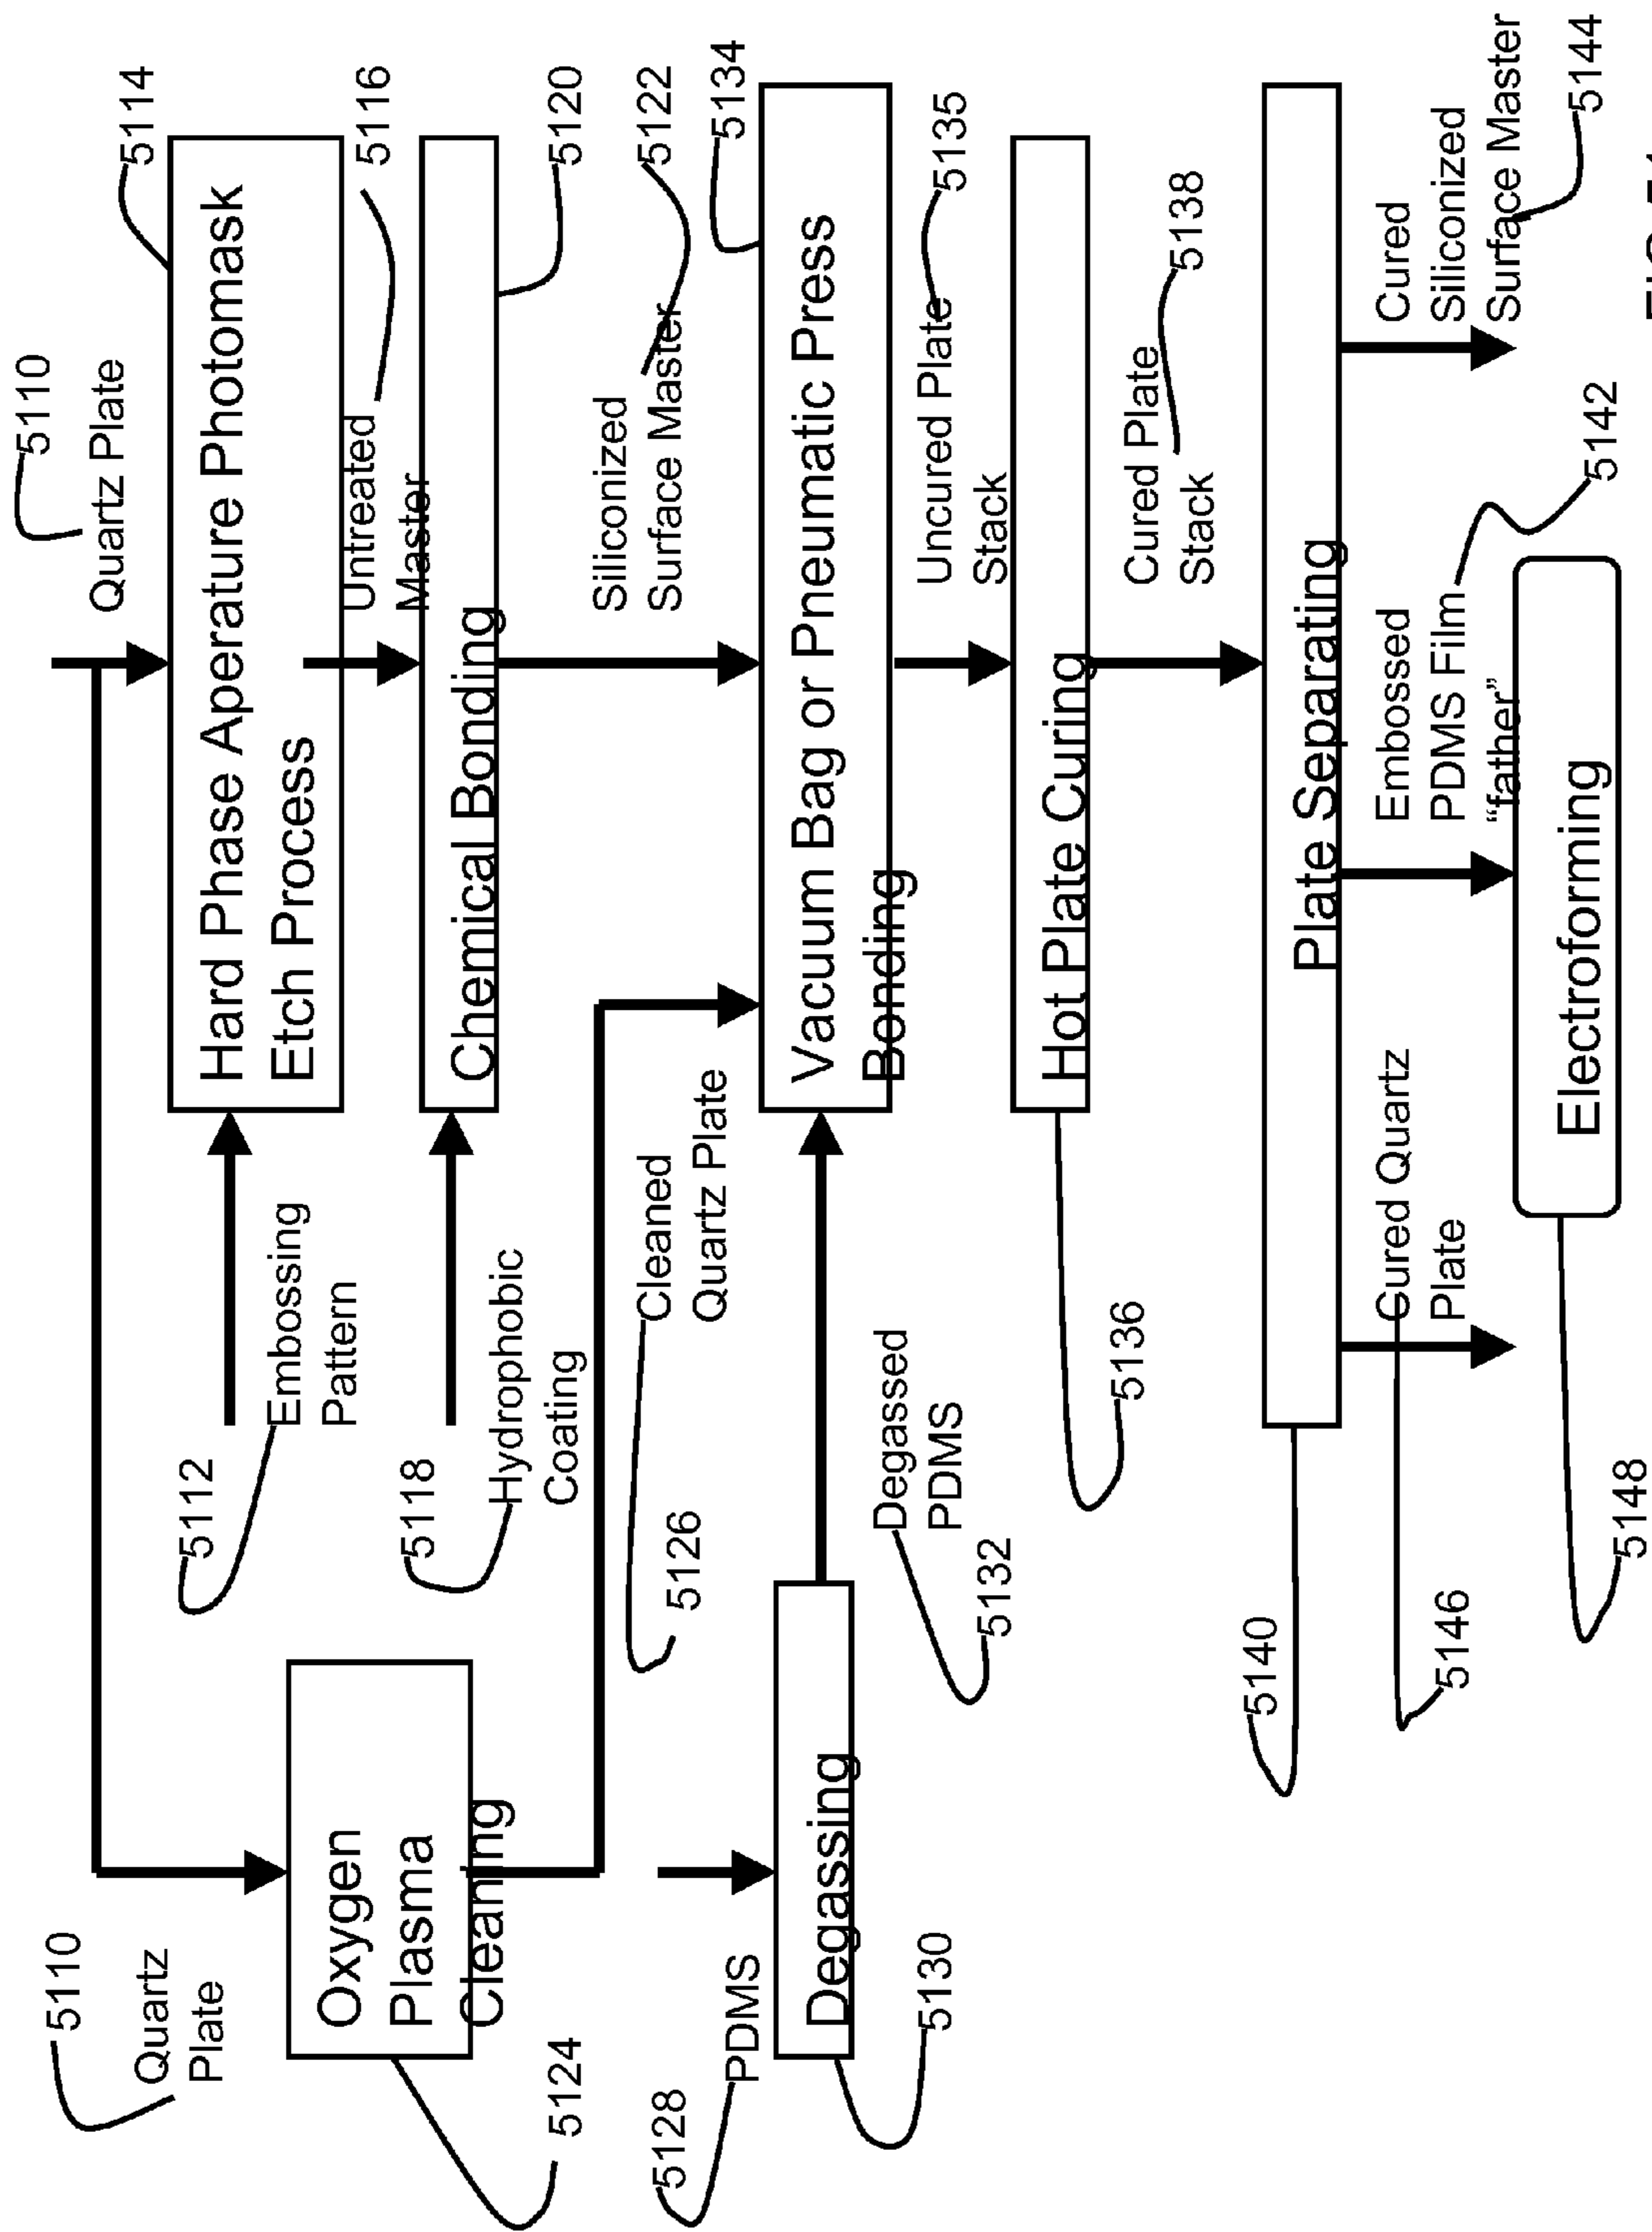 5110
Quartz Plate
5110
Quartz
Plate
5114
Hard Phase Aperature Photomask
Etch Process
5112
Embossing
Pattern
5116
Untreated
Master
Oxygen
Plasma
Cleaning
5124
5118
Hydrophobic
Coating
Chemical Bonding
5120
5126
Cleaned
Quartz Plate
Siliconized
Surface Master
5122
5128
PDMS
Degassing
5130
Degassed
PDMS
5132
5134
Vacuum Bag or Pneumatic Press
Bonding
Uncured Plate
Stack
5135
Hot Plate Curing
5136
Cured Plate
Stack
5138
5140
Plate Separating
5146
Cured Quartz
Plate
Embossed
PDMS Film
“father”
5142
Cured
Siliconized
Surface Master
5144
5148
Electroforming